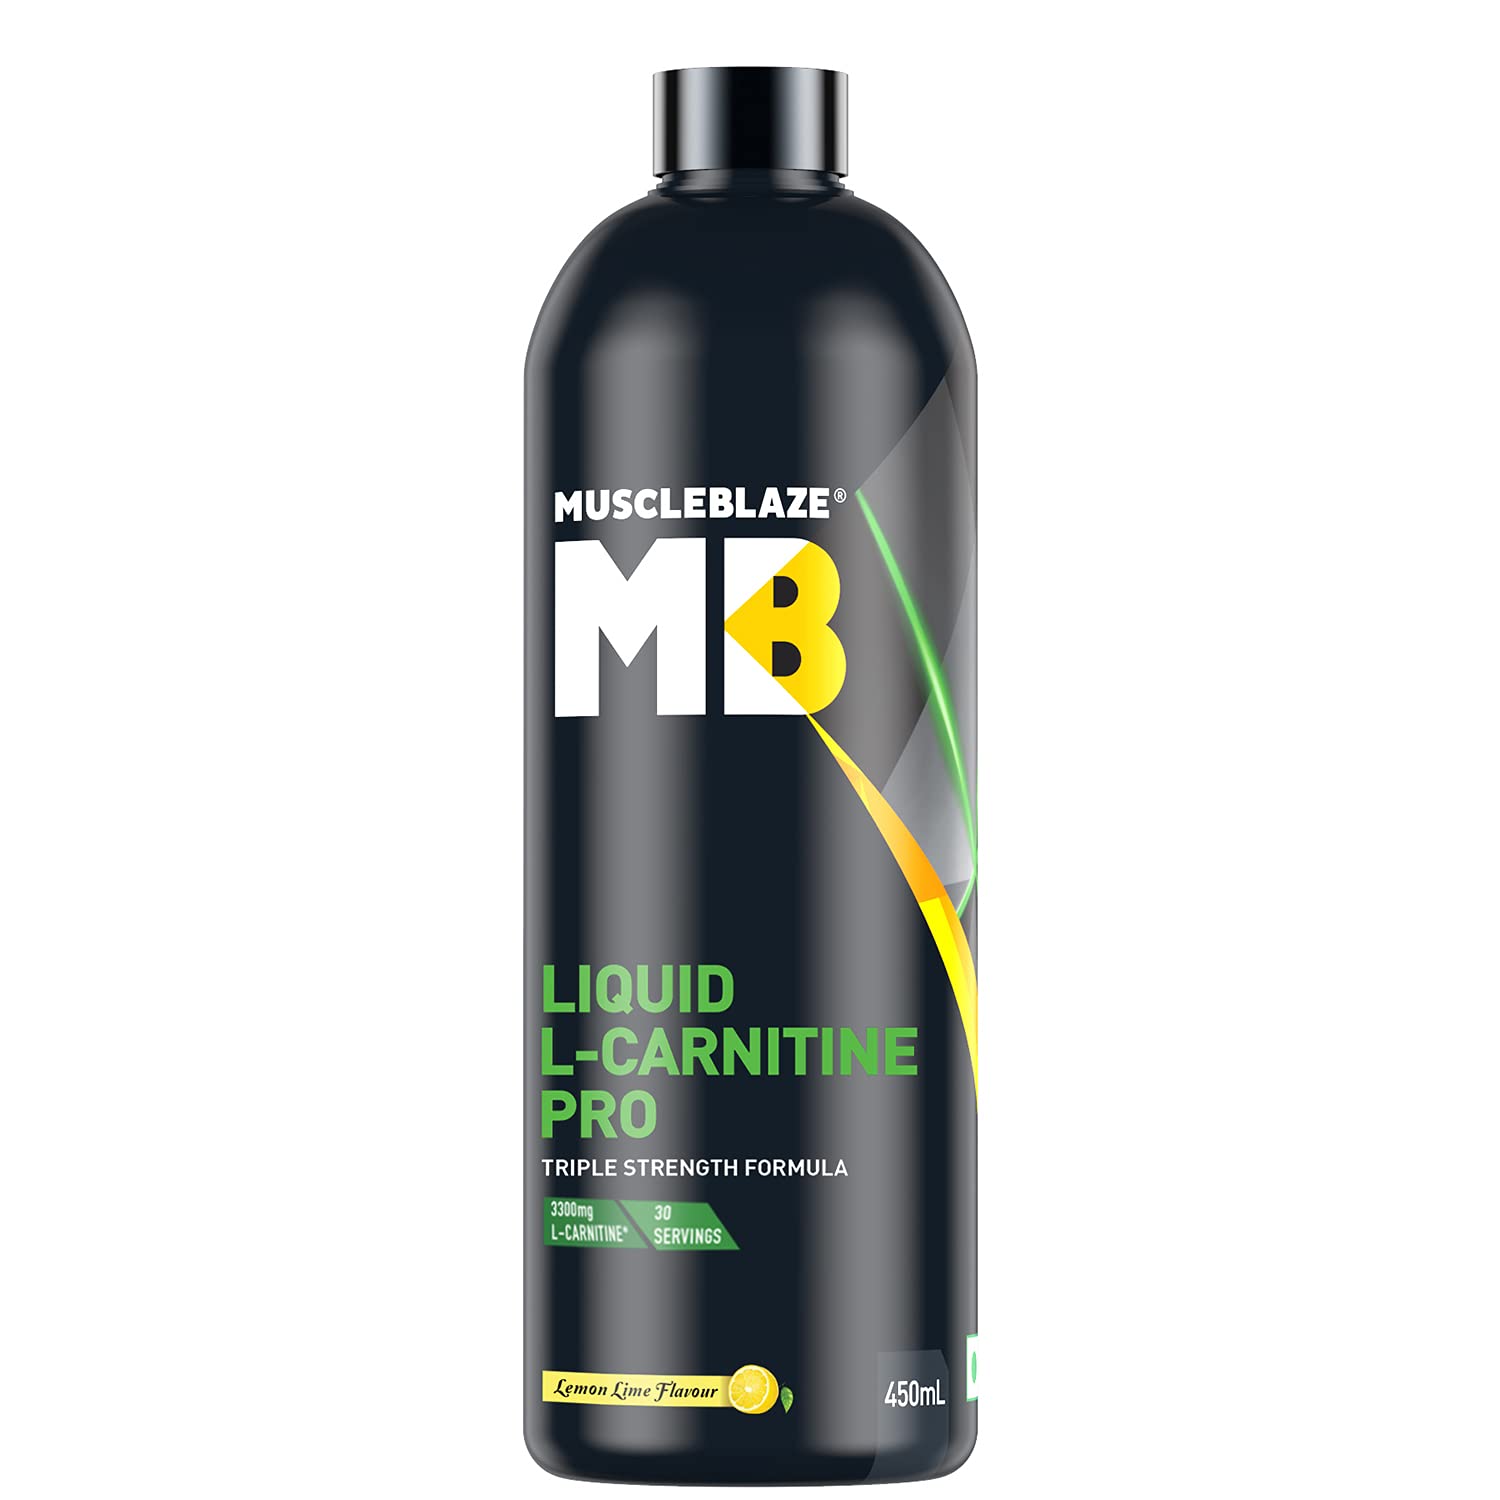 MUSCLEBLAZE®
MB
LIQUID
L-CARNITINE
PRO
TRIPLE STRENGTH FORMULA
3300mg
L-CARNITINE*
30
SERVINGS
Lemon Lime Flavour
450mL